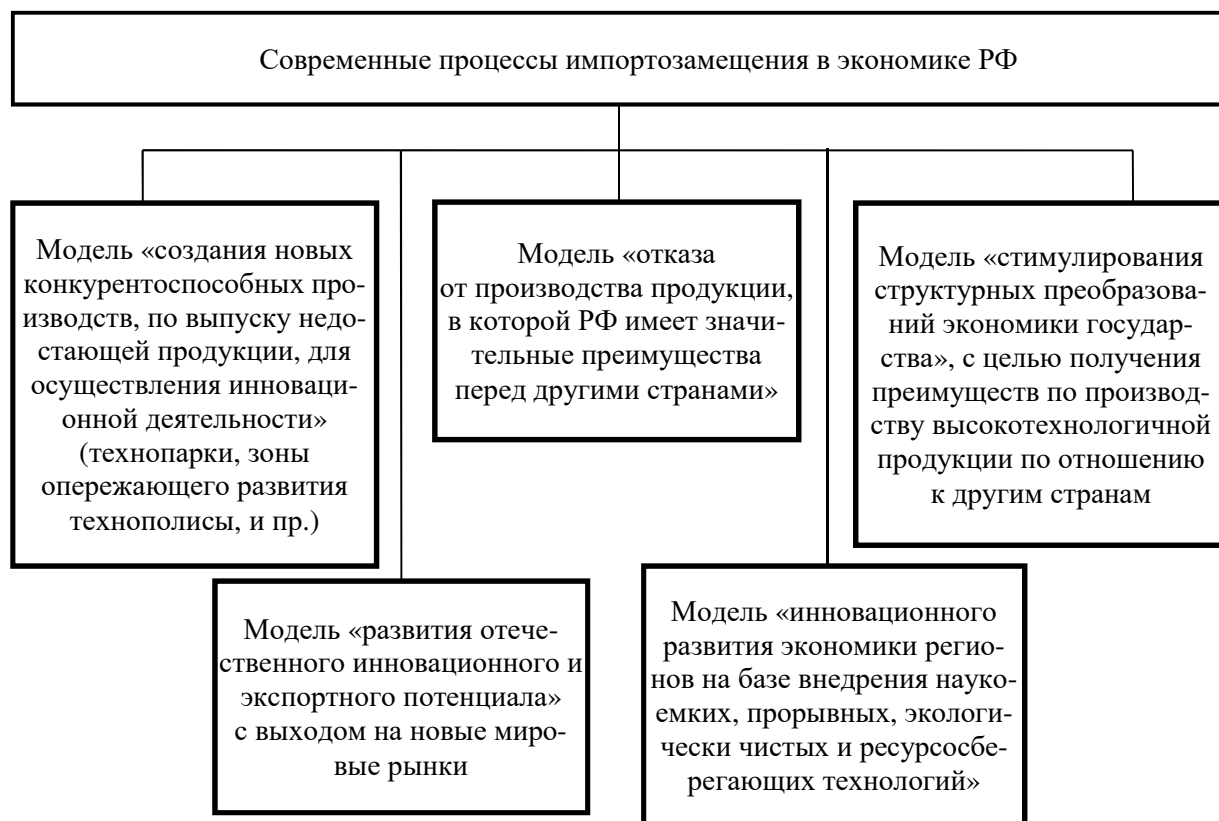 Современные процессы импортозамещения в экономике РФ
Модель «создания новых
конкурентоспособных про-
изводств, по выпуску недо-
стающей продукции, для
осуществления инноваци-
онной деятельности»
(технопарки, зоны
опережающего развития
технополисы, и пр.)
Модель «отказа
от производства продукции,
в которой РФ имеет значи-
тельные преимущества
перед другими странами»
Модель «стимулирования
структурных преобразова-
ний экономики государ-
ства», с целью получения
преимуществ по производ-
ству высокотехнологичной
продукции по отношению
к другим странам
Модель «развития отече-
ственного инновационного и
экспортного потенциала»
с выходом на новые миро-
вые рынки
Модель «инновационного
развития экономики регио-
нов на базе внедрения науко-
емких, прорывных, экологи-
чески чистых и ресурсосбе-
регающих технологий»